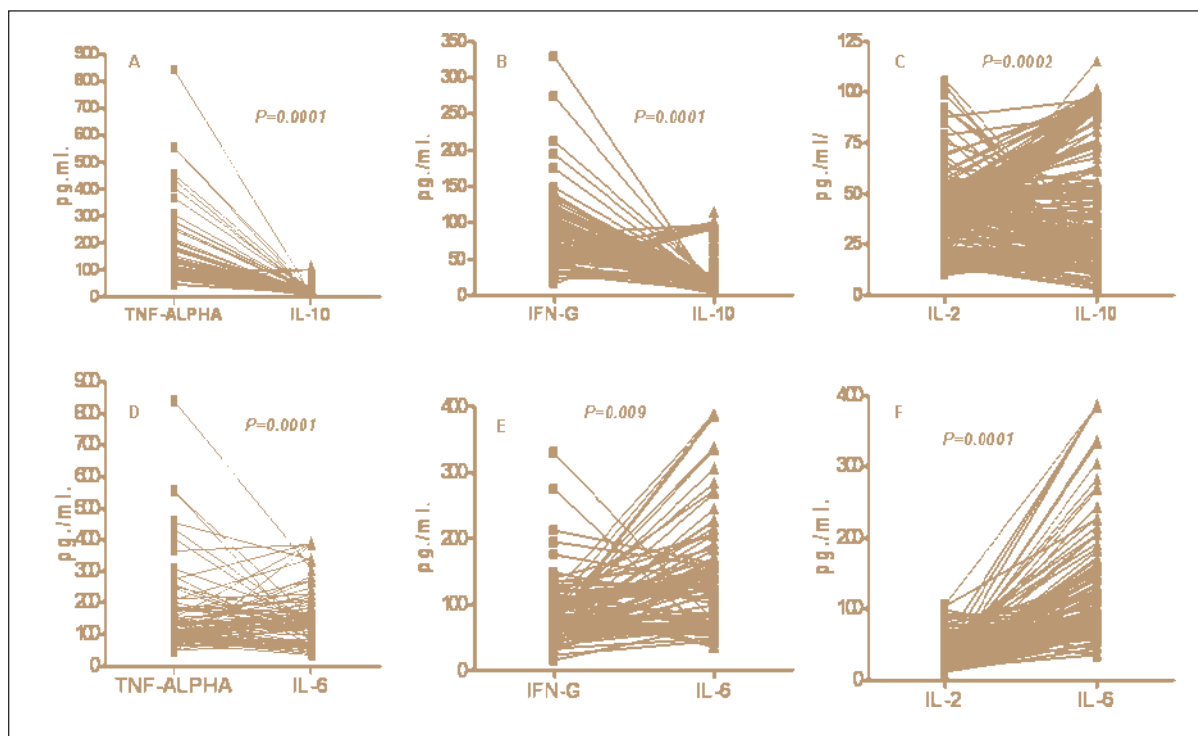 A
P=0.0001
pg.ml.
900
800
700
600
500
400
300
200
100
0
TNF-ALPHA IL-10
B
P=0.0001
pg./ml.
350
300
250
200
150
100
50
0
IFN-G IL-10
C
P=0.0002
pg./ml/
125
100
75
50
25
0
IL-2 IL-10
D
P=0.0001
pg./ml.
900
800
700
600
500
400
300
200
100
0
TNF-ALPHA IL-6
E
P=0.009
pg./ml.
400
300
200
100
0
IFN-G IL-6
F
P=0.0001
pg./ml.
400
300
200
100
0
IL-2 IL-6